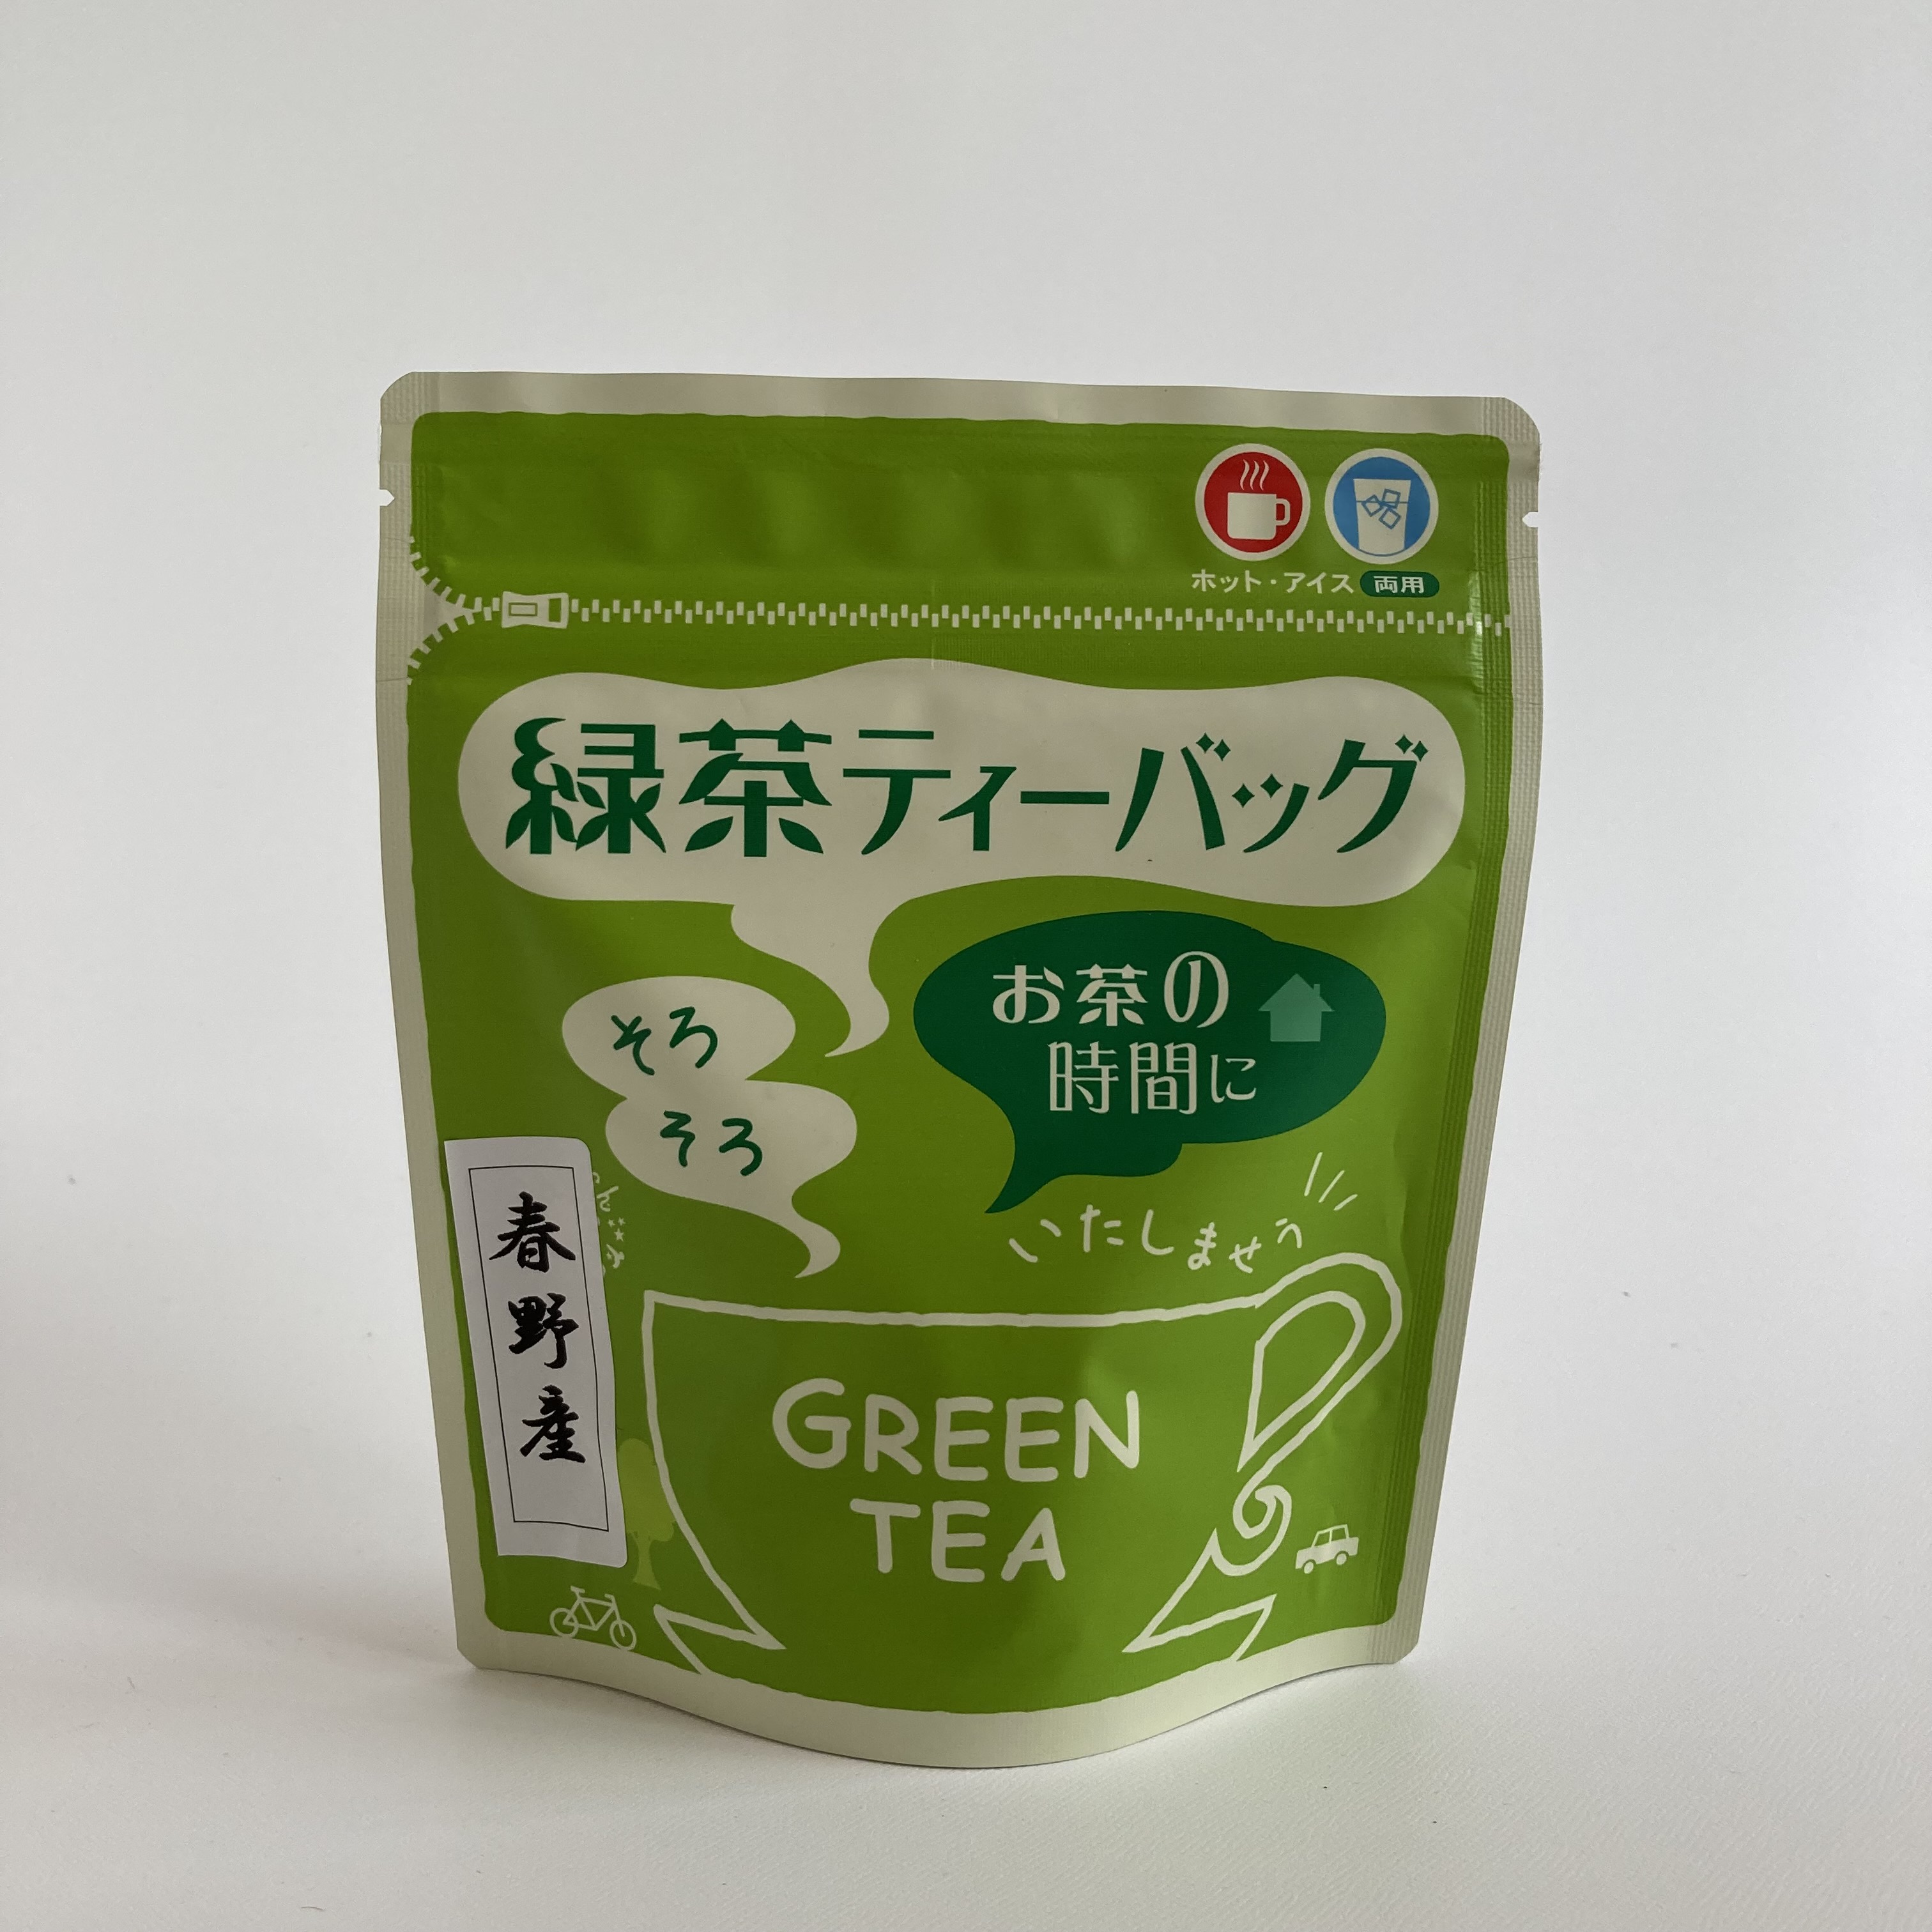 ホット・アイス 両用
緑茶ティーバッグ
お茶の
時間に
そろ
そろ
いたしませう
春野産
GREEN
TEA